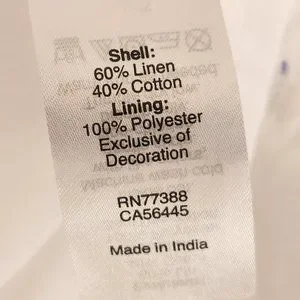 Shell:
60% Linen
40% Cotton
Lining:
100% Polyester
Exclusive of
Decoration
RN77388
CA56445
Made in India